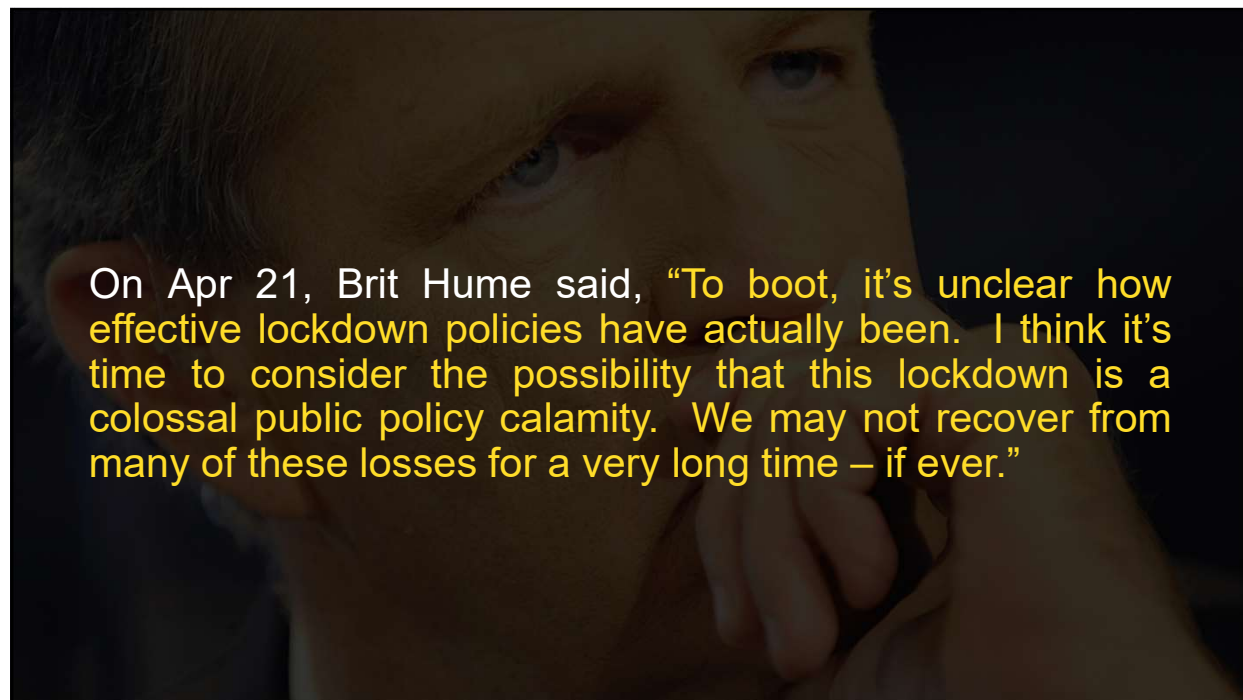 On Apr 21, Brit Hume said, “To boot, it’s unclear how
effective lockdown policies have actually been.  I think it’s
time to consider the possibility that this lockdown is a
colossal public policy calamity.  We may not recover from
many of these losses for a very long time – if ever.”